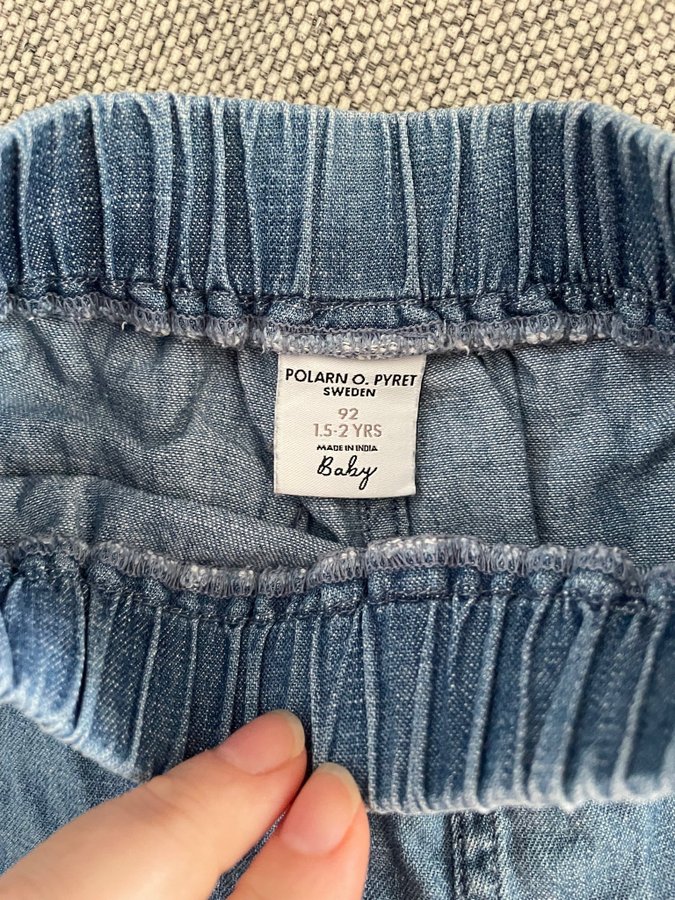 POLARN O. PYRET
SWEDEN
92
1.5-2 YRS
MADE IN INDIA
Baby